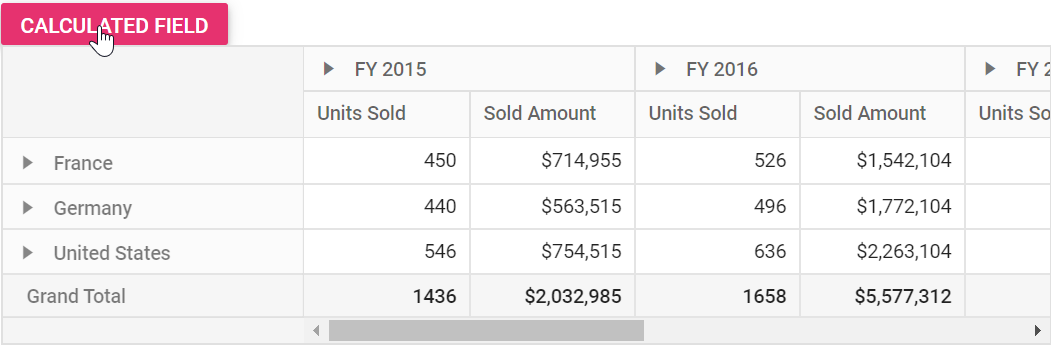 CALCULATED FIELD
FY 2015 FY 2016 FY 2
Units Sold Sold Amount Units Sold Sold Amount Units So
France 450 $714,955 526 $1,542,104
Germany 440 $563,515 496 $1,772,104
United States 546 $754,515 636 $2,263,104
Grand Total 1436 $2,032,985 1658 $5,577,312